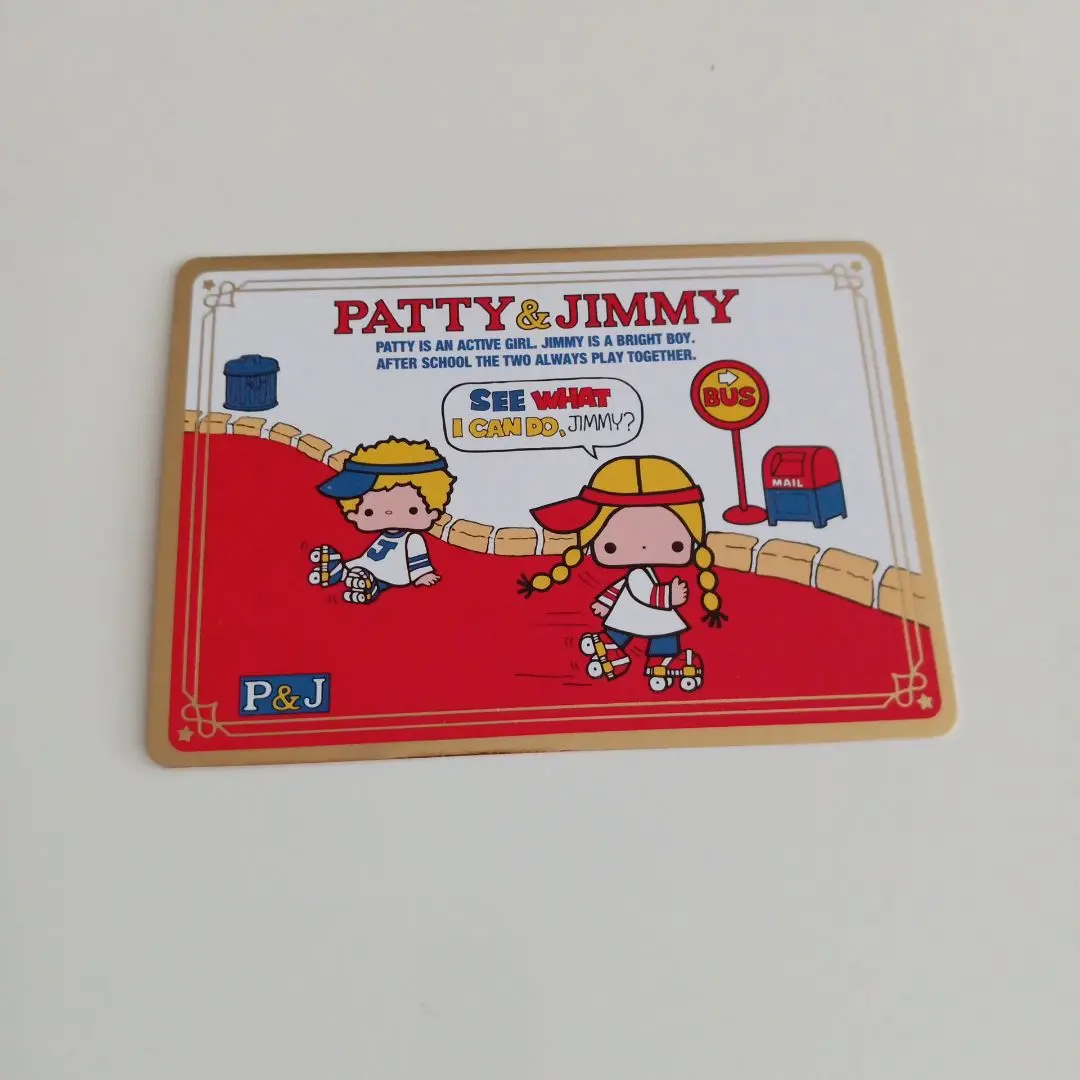 PATTY & JIMMY
PATTY IS AN ACTIVE GIRL. JIMMY IS A BRIGHT BOY.
AFTER SCHOOL THE TWO ALWAYS PLAY TOGETHER.
SEE WHAT
I CAN DO, JIMMY?
BUS
MAIL
J
P&J